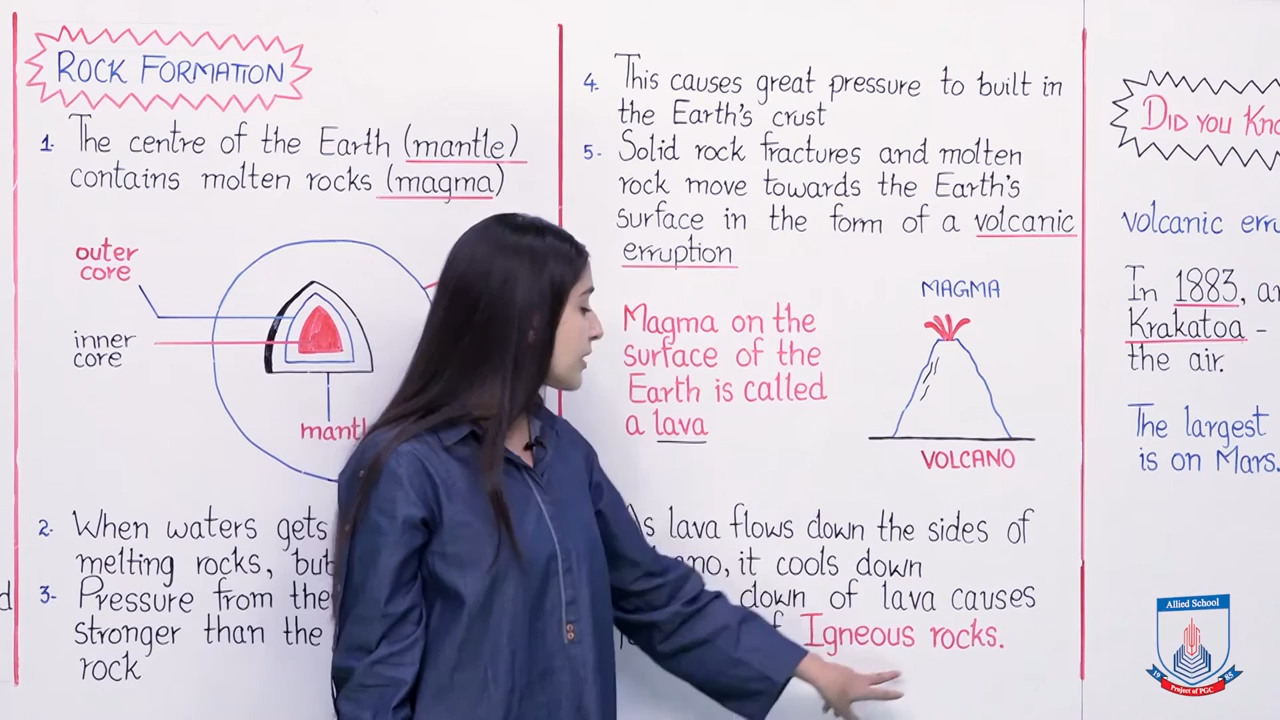 ROCK FORMATION
1. The centre of the Earth (mantle)
contains molten rocks (magma)
outer
core
inner
core
2. When waters gets
melting rocks, but
3. Pressure from the
stronger than the
rock
4. This causes great pressure to built in
the Earth's crust
5. Solid rock fractures and molten
rock move towards the Earth's
surface in the form of a volcanic
erruption
Magma on the
surface of the
Earth is called
a lava
MAGMA
VOLCANO
lava flows down the sides of
it cools down
down of lava causes
Igneous rocks.
DID YOU
volcanic
In 1883,
Krakatoa -
the air.
The largest
is on Mars.
Allied School
1985
Project of PGC